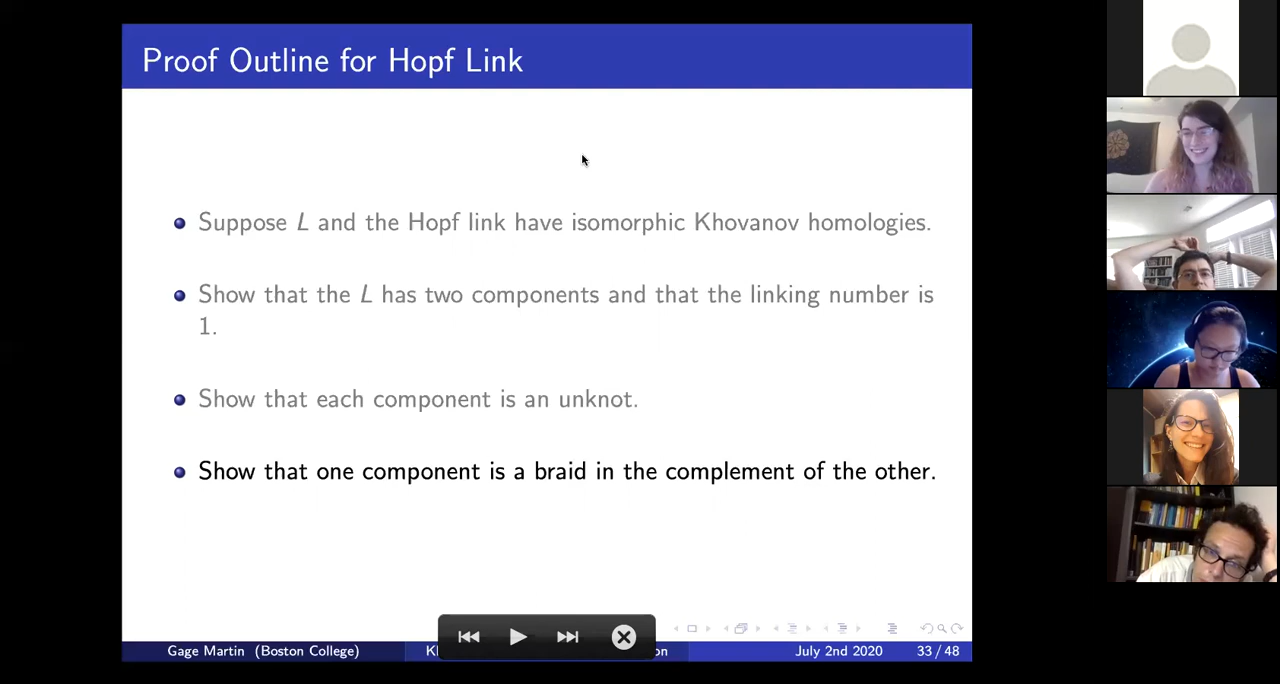 Proof Outline for Hopf Link
Suppose L and the Hopf link have isomorphic Khovanov homologies.
Show that the L has two components and that the linking number is
1.
Show that each component is an unknot.
Show that one component is a braid in the complement of the other.
Gage Martin (Boston College)
July 2nd 2020
33 / 48